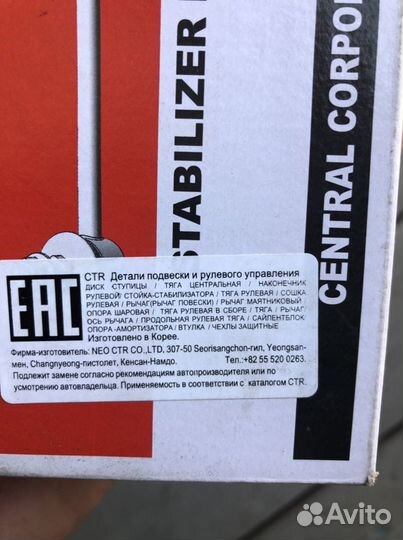 STABILIZER
CENTRAL CORPO
EAC
CTR Детали подвески и рулевого управления
ДИСК СТУПИЦЫ / ТЯГА ЦЕНТРАЛЬНАЯ / НАКОНЕЧНИК
РУЛЕВОЙ/ СТОЙКА-СТАБИЛИЗАТОРА / ТЯГА РУЛЕВАЯ / СОШКА
РУЛЕВАЯ / РЫЧАГ(РЫЧАГ ПОВЕСКИ) / РЫЧАГ МАЯТНИКОВЫЙ /
ОПОРА ШАРОВАЯ / ТЯГА РУЛЕВАЯ В СБОРЕ / ТЯГА / РЫЧАГ/
ОСЬ РЫЧАГА / ПРОДОЛЬНАЯ РУЛЕВАЯ ТЯГА / САЙЛЕНТБЛОК/
ОПОРА -АМОРТИЗАТОРА / ВТУЛКА / ЧЕХЛЫ ЗАЩИТНЫЕ
Изготовлено в Корее.
Фирма-изготовитель: NEO CTR CO.,LTD, 307-50 Seorisangchon-гил, Yeongsan-
мен, Changnyeong-пистолет, Кенсан-Намдо. Тел.:+82 55 520 0263.
Подлежит замене согласно рекомендациям автопроизводителя или по
усмотрению автовладельца. Применяемость в соответствии с каталогом CTR.
Avito